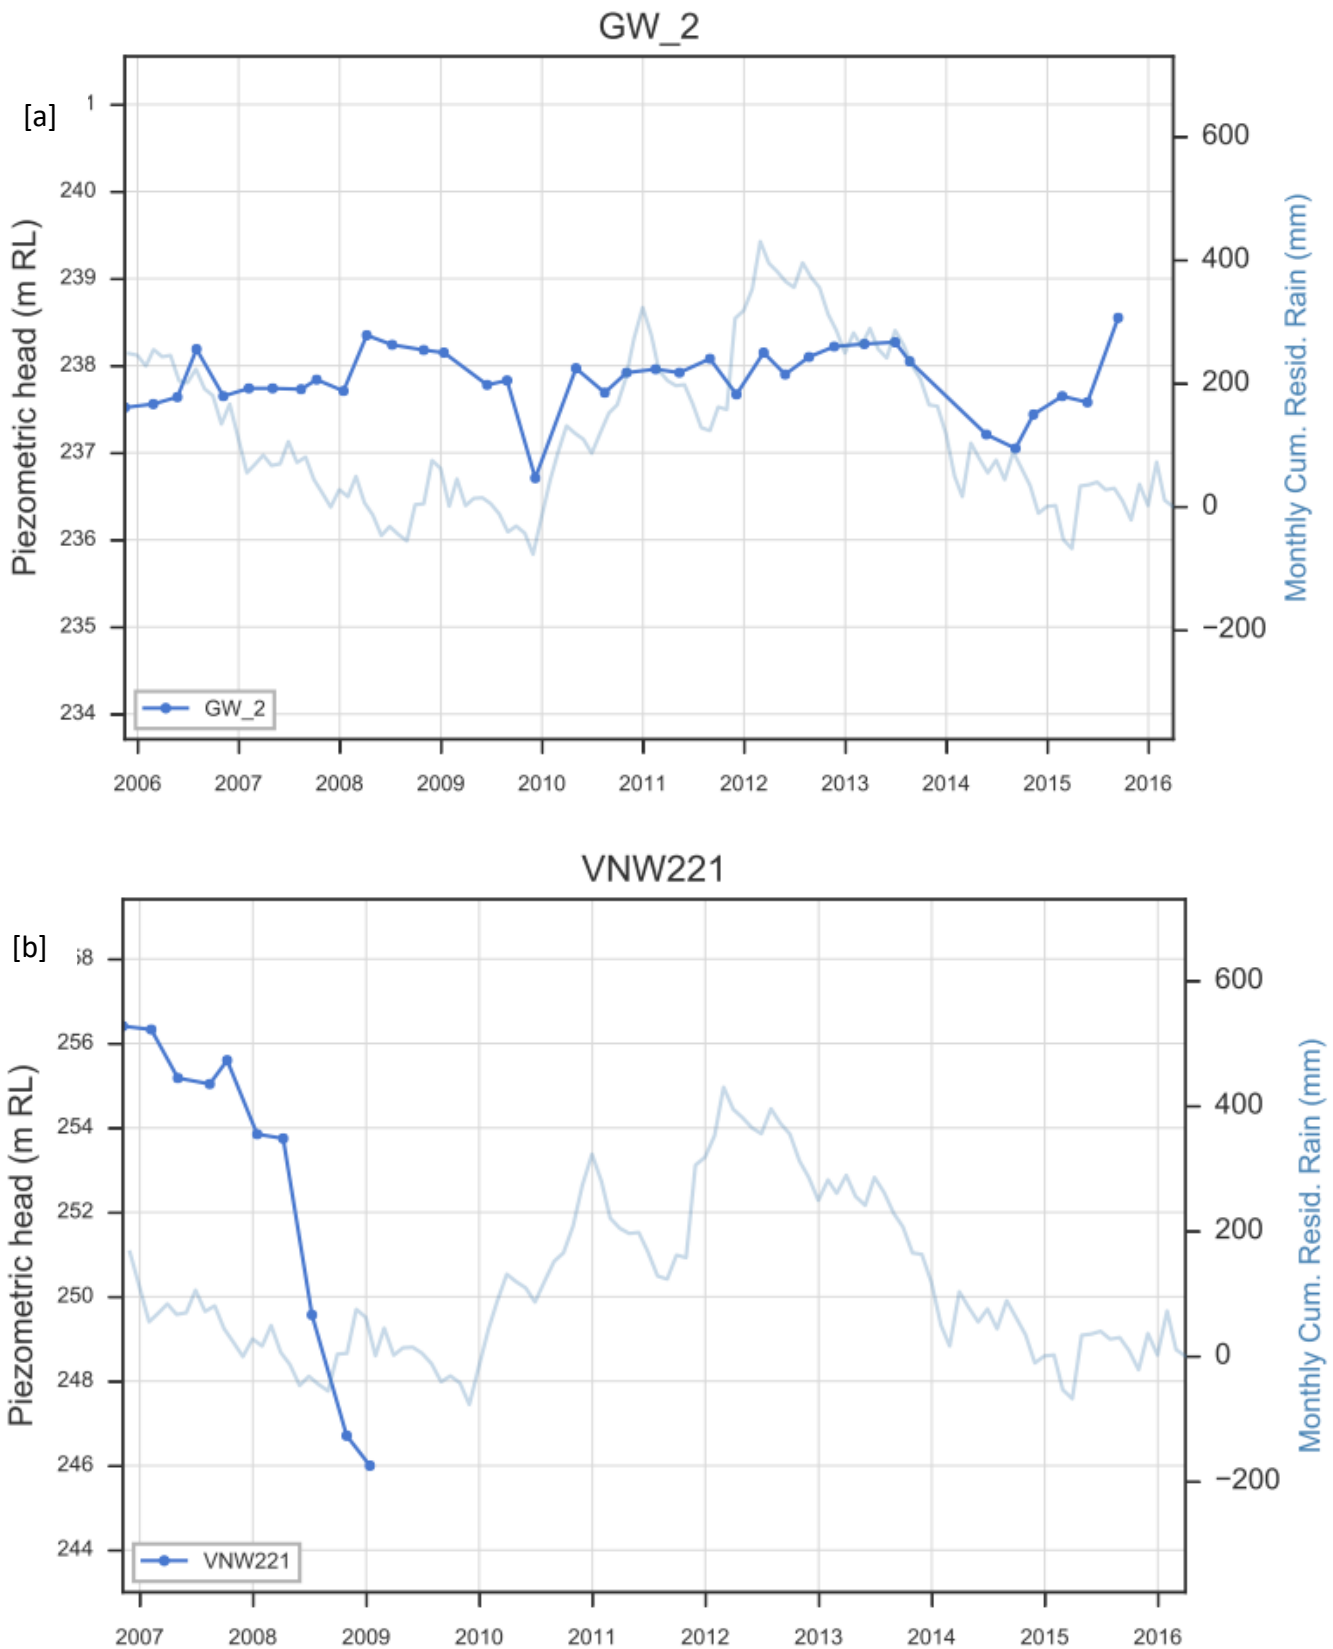 GW_2
[a]
1
240
239
238
237
236
235
234
Piezometric head (m RL)
600
400
200
0
−200
Monthly Cum. Resid. Rain (mm)
GW_2
2006 2007 2008 2009 2010 2011 2012 2013 2014 2015 2016
VNW221
[b]
256
254
252
250
248
246
244
Piezometric head (m RL)
600
400
200
0
−200
Monthly Cum. Resid. Rain (mm)
VNW221
2007 2008 2009 2010 2011 2012 2013 2014 2015 2016